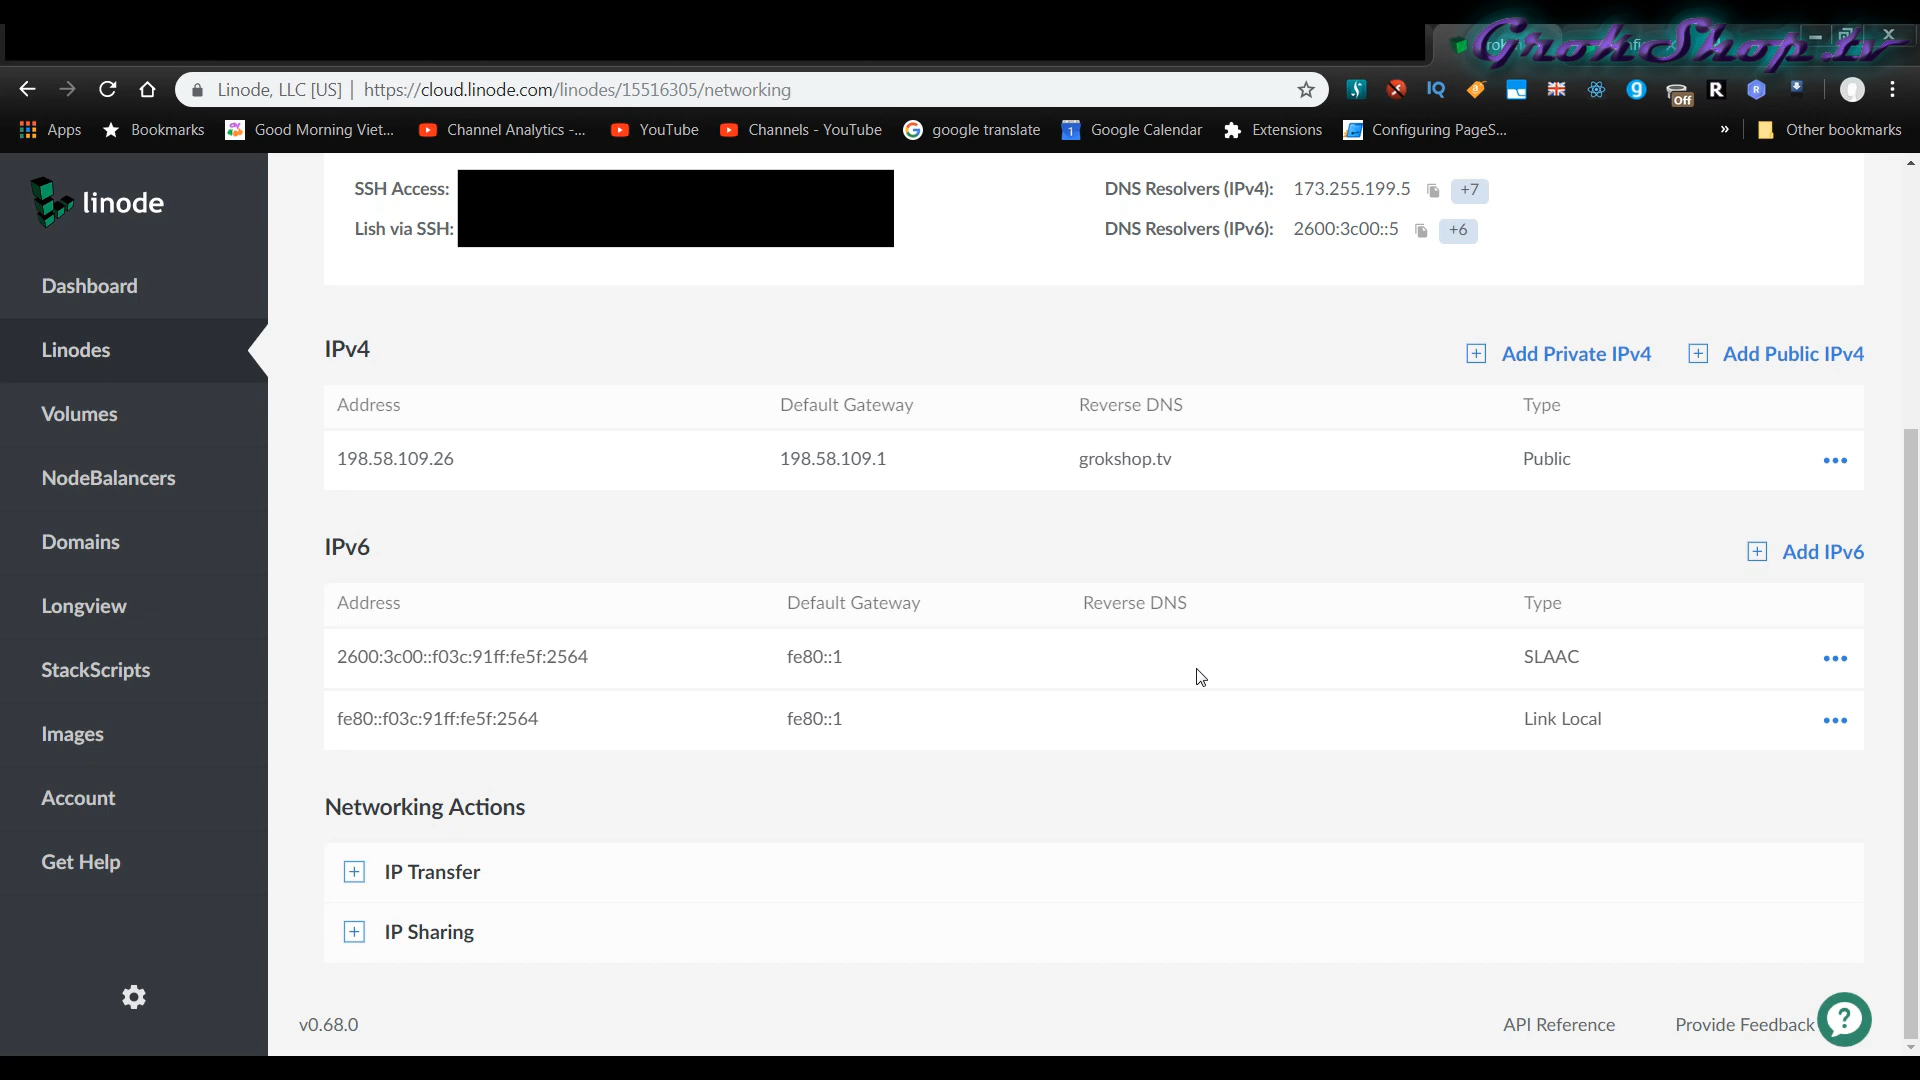 GrokShop.tv
Linode, LLC [US] | https://cloud.linode.com/linodes/15516305/networking
IQ
Off
R
Apps
Bookmarks
Good Morning Viet...
Channel Analytics -...
YouTube
Channels - YouTube
google translate
Google Calendar
Extensions
Configuring PageS...
»
Other bookmarks
linode
Dashboard
Linodes
Volumes
NodeBalancers
Domains
Longview
StackScripts
Images
Account
Get Help
SSH Access:
Lish via SSH:
DNS Resolvers (IPv4): 173.255.199.5 +7
DNS Resolvers (IPv6): 2600:3c00::5 +6
IPv4
Add Private IPv4
Add Public IPv4
Address Default Gateway Reverse DNS Type
198.58.109.26 198.58.109.1 grokshop.tv Public
IPv6
Add IPv6
Address Default Gateway Reverse DNS Type
2600:3c00::f03c:91ff:fe5f:2564 fe80::1 SLAAC
fe80::f03c:91ff:fe5f:2564 fe80::1 Link Local
Networking Actions
IP Transfer
IP Sharing
v0.68.0
API Reference
Provide Feedback
?